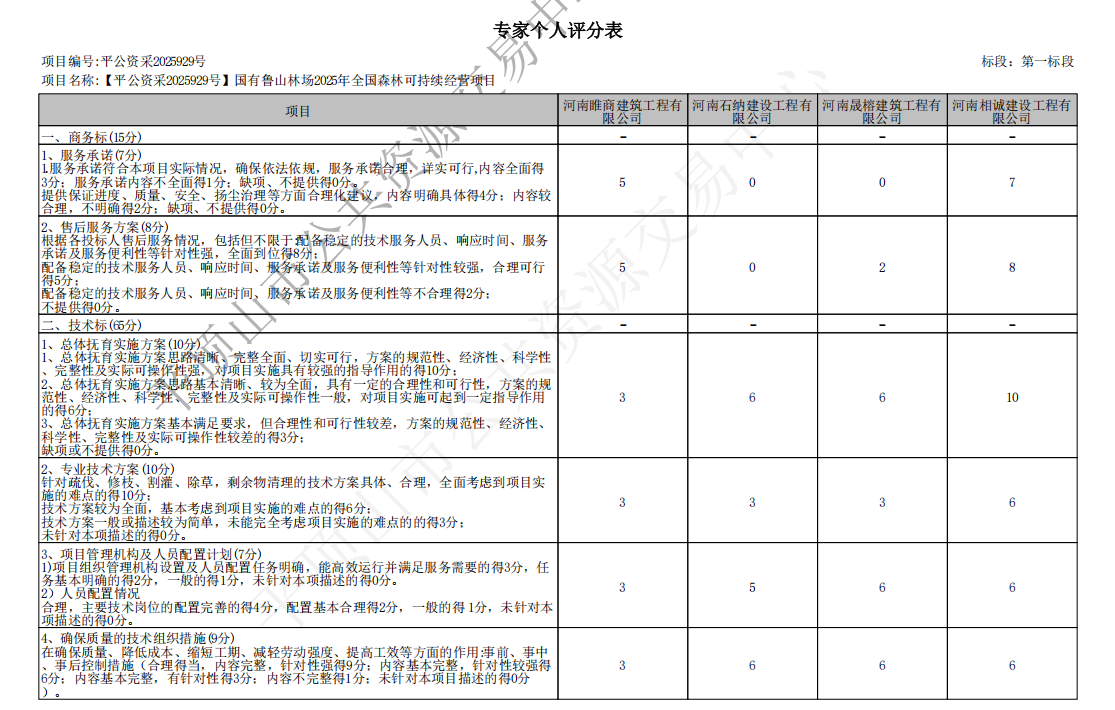 专家个人评分表
项目编号:平公资采2025929号
标段：第一标段
项目名称:【平公资采2025929号】国有鲁山林场2025年全国森林可持续经营项目
项目
河南睢商建筑工程有限公司
河南石纳建设工程有限公司
河南晟榕建筑工程有限公司
河南相诚建设工程有限公司
一、商务标(15分)
-
-
-
-
1、服务承诺(7分)
1.服务承诺符合本项目实际情况，确保依法依规，服务承诺合理，详实可行,内容全面得
3分；服务承诺内容不全面得1分；缺项、不提供得0分。
提供保证进度、质量、安全、扬尘治理等方面合理化建议，内容明确具体得4分；内容较
合理，不明确得2分；缺项、不提供得0分。
5
0
0
7
2、售后服务方案(8分)
根据各投标人售后服务情况，包括但不限于:配备稳定的技术服务人员、响应时间、服务
承诺及服务便利性等针对性强，全面到位得8分；
配备稳定的技术服务人员、响应时间、服务承诺及服务便利性等针对性较强，合理可行
得5分；
配备稳定的技术服务人员、响应时间、服务承诺及服务便利性等不合理得2分；
不提供得0分。
5
0
2
8
二、技术标(65分)
-
-
-
-
1、总体抚育实施方案(10分)
1、总体抚育实施方案思路清晰、完整全面、切实可行，方案的规范性、经济性、科学性
、完整性及实际可操作性强，对项目实施具有较强的指导作用的得10分；
2、总体抚育实施方案思路基本清晰、较为全面，具有一定的合理性和可行性，方案的规
范性、经济性、科学性、完整性及实际可操作性一般，对项目实施可起到一定指导作用
的得6分；
3、总体抚育实施方案基本满足要求，但合理性和可行性较差，方案的规范性、经济性、
科学性、完整性及实际可操作性较差的得3分；
缺项或不提供得0分。
3
6
6
10
2、专业技术方案(10分)
针对疏伐、修枝、割灌、除草，剩余物清理的技术方案具体、合理，全面考虑到项目实
施的难点的得10分；
技术方案较为全面，基本考虑到项目实施的难点的得6分；
技术方案一般或描述较为简单，未能完全考虑项目实施的难点的的得3分；
未针对本项描述的得0分。
3
3
3
6
3、项目管理机构及人员配置计划(7分)
1)项目组织管理机构设置及人员配置任务明确，能高效运行并满足服务需要的得3分，任
务基本明确的得2分，一般的得1分，未针对本项描述的得0分。
2）人员配置情况
合理，主要技术岗位的配置完善的得4分，配置基本合理得2分，一般的得 1分，未针对本
项描述的得0分。
3
5
6
6
4、确保质量的技术组织措施(9分)
在确保质量、降低成本、缩短工期、减轻劳动强度、提高工效等方面的作用:事前、事中
、事后控制措施（合理得当，内容完整，针对性强得9分；内容基本完整，针对性较强得
6分；内容基本完整，有针对性得3分；内容不完整得1分；未针对本项目描述的得0分
）。
3
6
6
6
平顶山市公共资源交易中
平顶山市公共资源交易中心